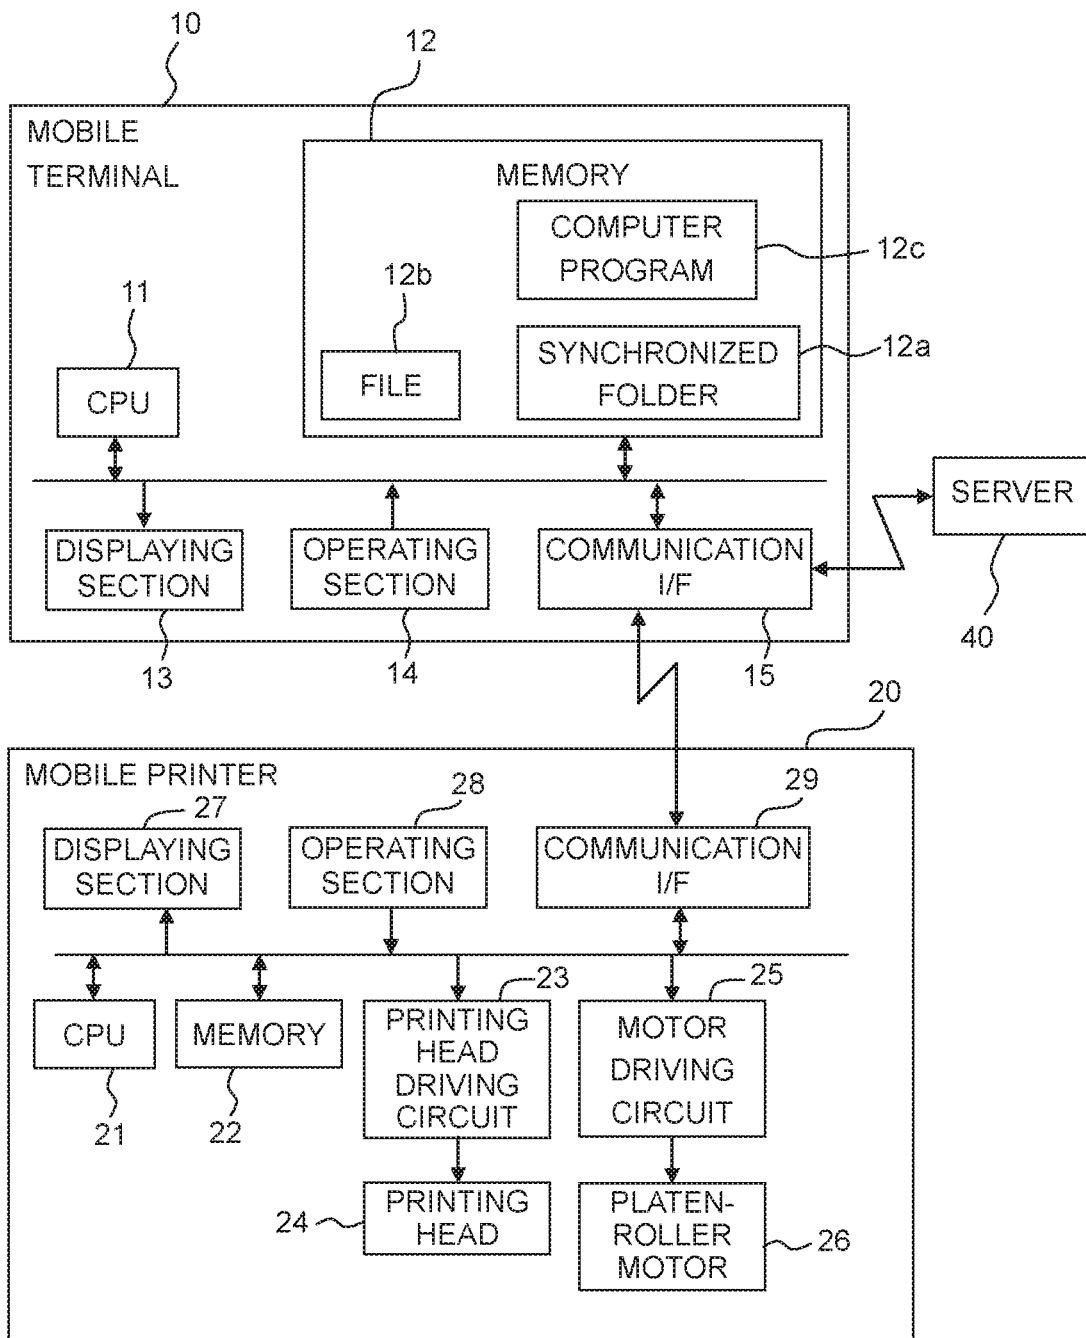 10
12
MOBILE
TERMINAL
MEMORY
COMPUTER
PROGRAM
12c
11
12b
CPU
FILE
SYNCHRONIZED
FOLDER
12a
SERVER
40
DISPLAYING
SECTION
OPERATING
SECTION
COMMUNICATION
I/F
13
14
15
20
MOBILE PRINTER
27
28
29
DISPLAYING
SECTION
OPERATING
SECTION
COMMUNICATION
I/F
CPU
MEMORY
23
PRINTING
HEAD
DRIVING
CIRCUIT
25
MOTOR
DRIVING
CIRCUIT
21
22
24
PRINTING
HEAD
PLATEN-
ROLLER
MOTOR
26